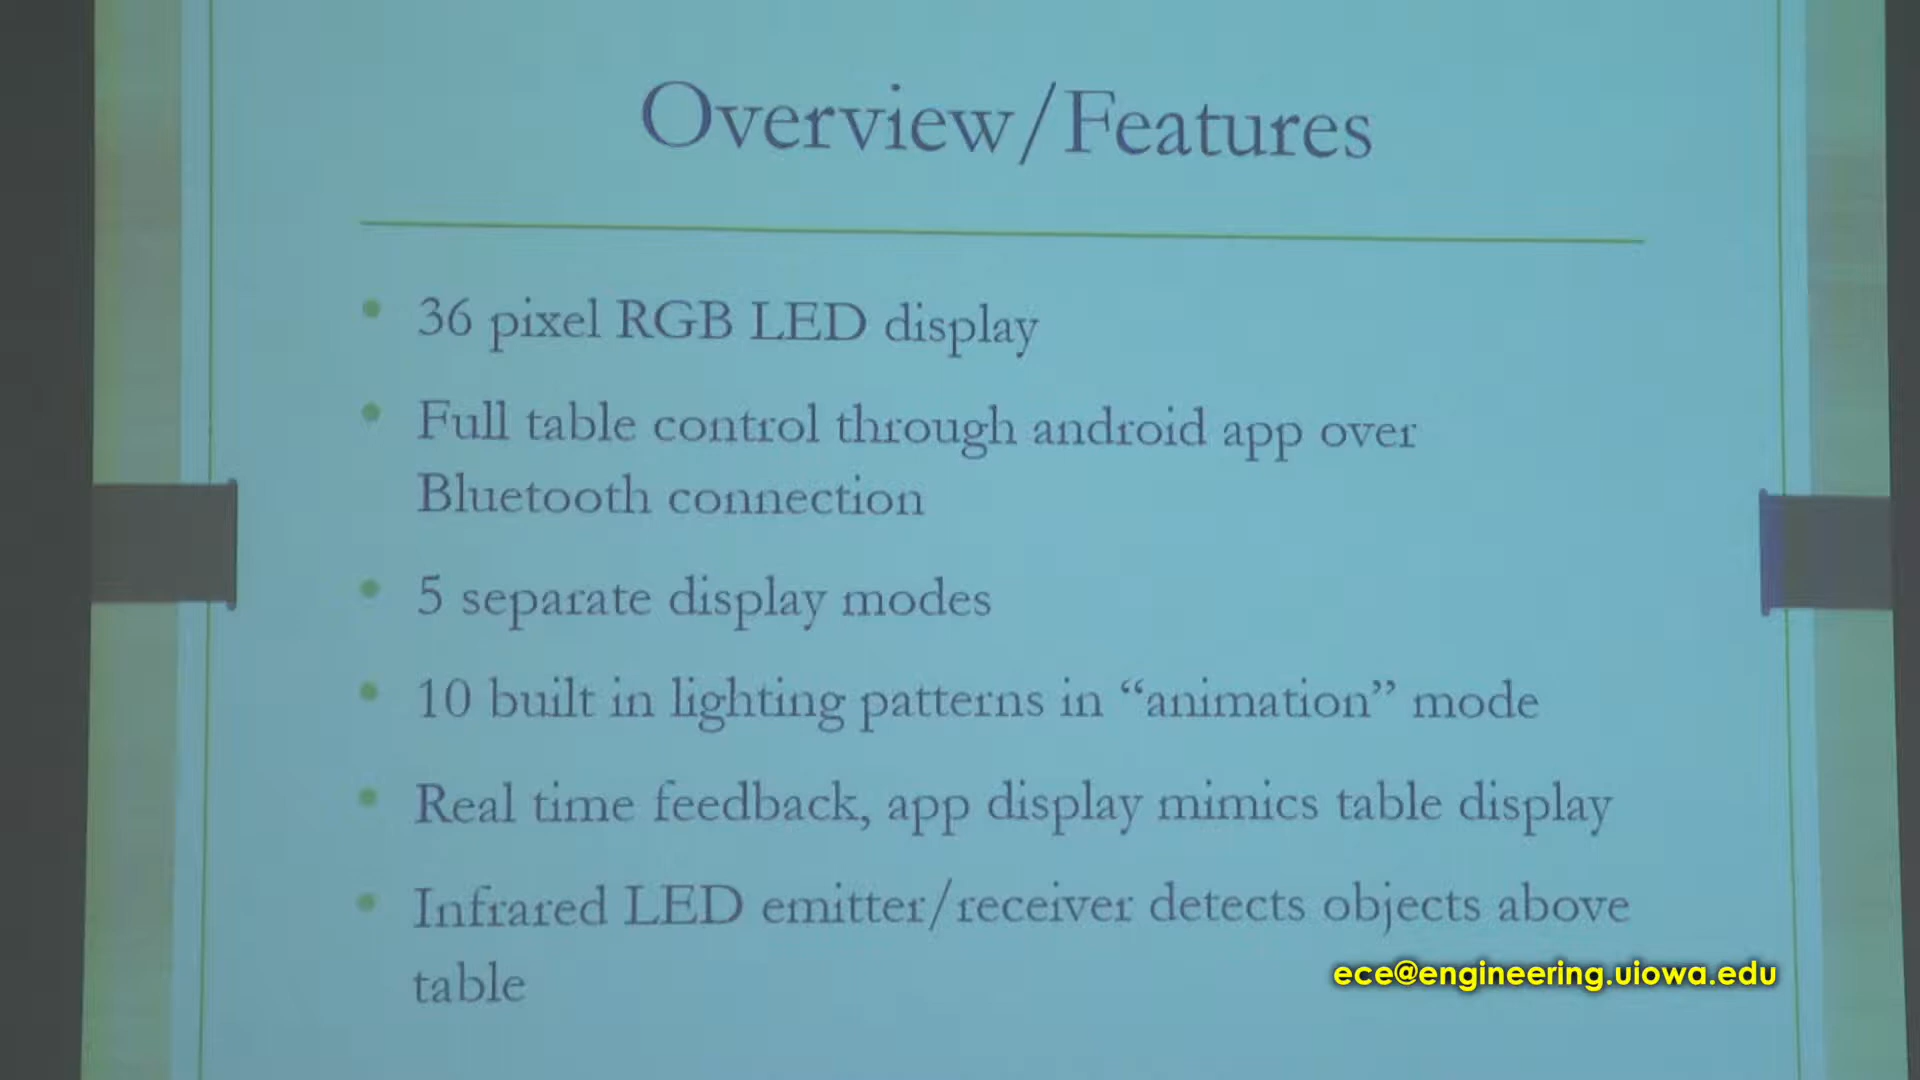 Overview/Features
36 pixel RGB LED display
Full table control through android app over
Bluetooth connection
5 separate display modes
10 built in lighting patterns in “animation” mode
Real time feedback, app display mimics table display
Infrared LED emitter/receiver detects objects above
table
ece@engineering.uiowa.edu